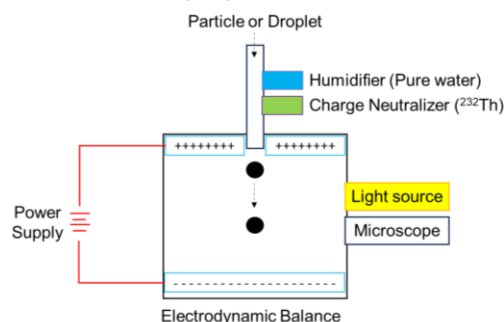 Particle or Droplet
Humidifier (Pure water)
Charge Neutralizer (²³²Th)
++++++++ ++++++++
Light source
Power
Supply
Microscope
- - - - - - - - - - - - - - - - - - - - -
Electrodynamic Balance